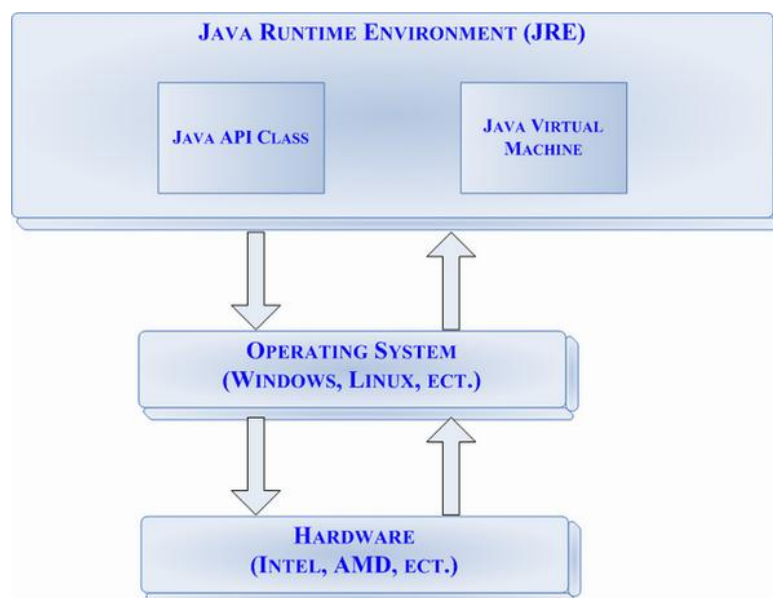 JAVA RUNTIME ENVIRONMENT (JRE)
JAVA API CLASS
JAVA VIRTUAL
MACHINE
OPERATING SYSTEM
(WINDOWS, LINUX, ECT.)
HARDWARE
(INTEL, AMD, ECT.)